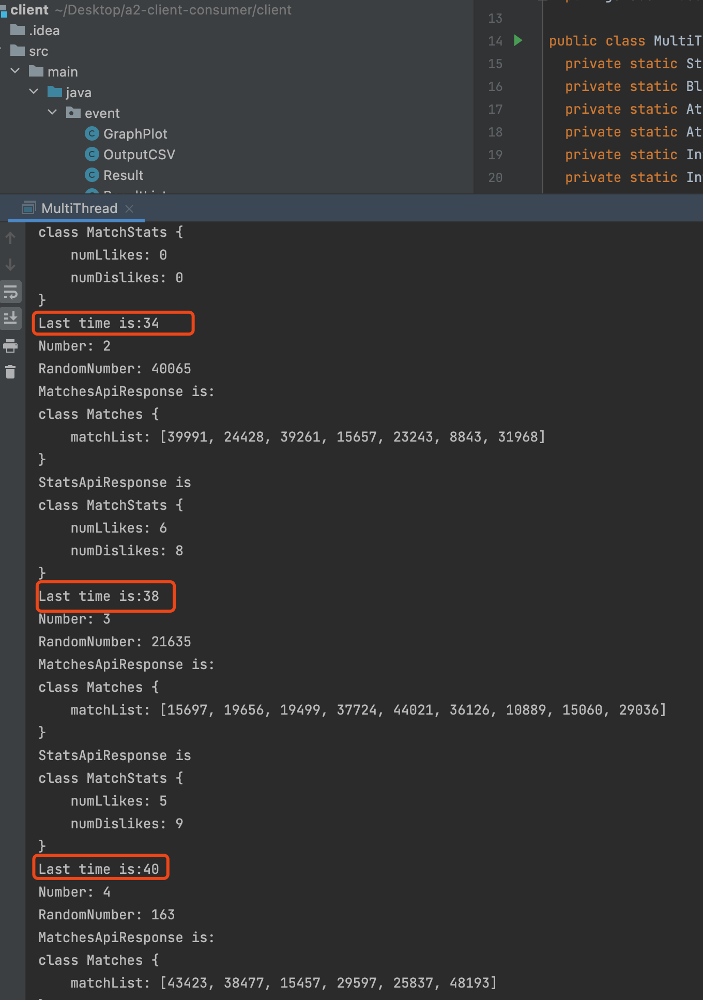 client ~/Desktop/a2-client-consumer/client
.idea
src
main
java
event
GraphPlot
OutputCSV
Result
13
14 public class MultiT
15 private static St
16 private static Bl
17 private static At
18 private static At
19 private static In
20 private static In
MultiThread
class MatchStats {
numLlikes: 0
numDislikes: 0
}
Last time is:34
Number: 2
RandomNumber: 40065
MatchesApiResponse is:
class Matches {
matchList: [39991, 24428, 39261, 15657, 23243, 8843, 31968]
}
StatsApiResponse is
class MatchStats {
numLlikes: 6
numDislikes: 8
}
Last time is:38
Number: 3
RandomNumber: 21635
MatchesApiResponse is:
class Matches {
matchList: [15697, 19656, 19499, 37724, 44021, 36126, 10889, 15060, 29036]
}
StatsApiResponse is
class MatchStats {
numLlikes: 5
numDislikes: 9
}
Last time is:40
Number: 4
RandomNumber: 163
MatchesApiResponse is:
class Matches {
matchList: [43423, 38477, 15457, 29597, 25837, 48193]